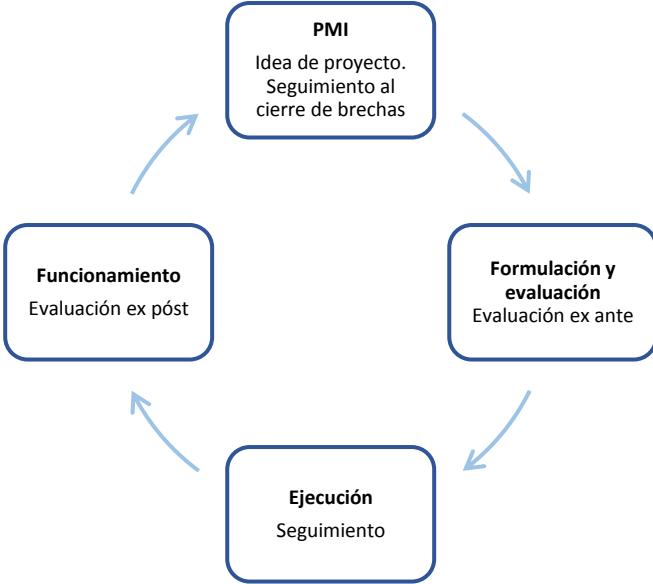 PMI
Idea de proyecto.
Seguimiento al
cierre de brechas
Funcionamiento
Evaluación ex póst
Formulación y
evaluación
Evaluación ex ante
Ejecución
Seguimiento